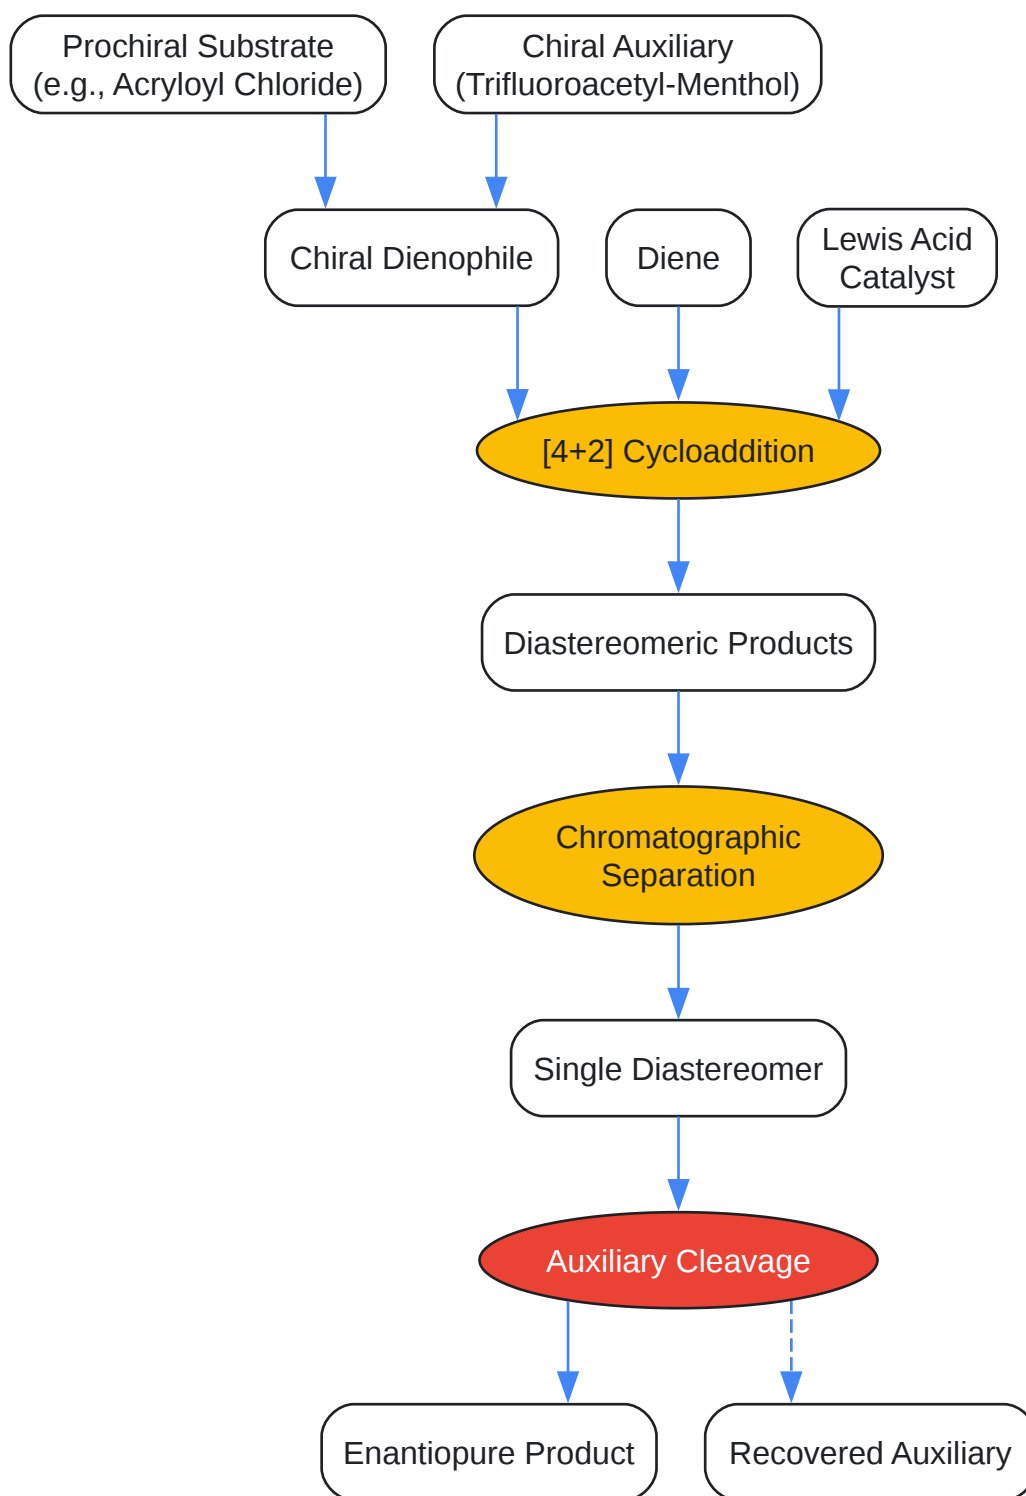 Prochiral Substrate
(e.g., Acryloyl Chloride)
Chiral Auxiliary
(Trifluoroacetyl-Menthol)
Chiral Dienophile
Diene
Lewis Acid
Catalyst
[4+2] Cycloaddition
Diastereomeric Products
Chromatographic
Separation
Single Diastereomer
Auxiliary Cleavage
Enantiopure Product
Recovered Auxiliary